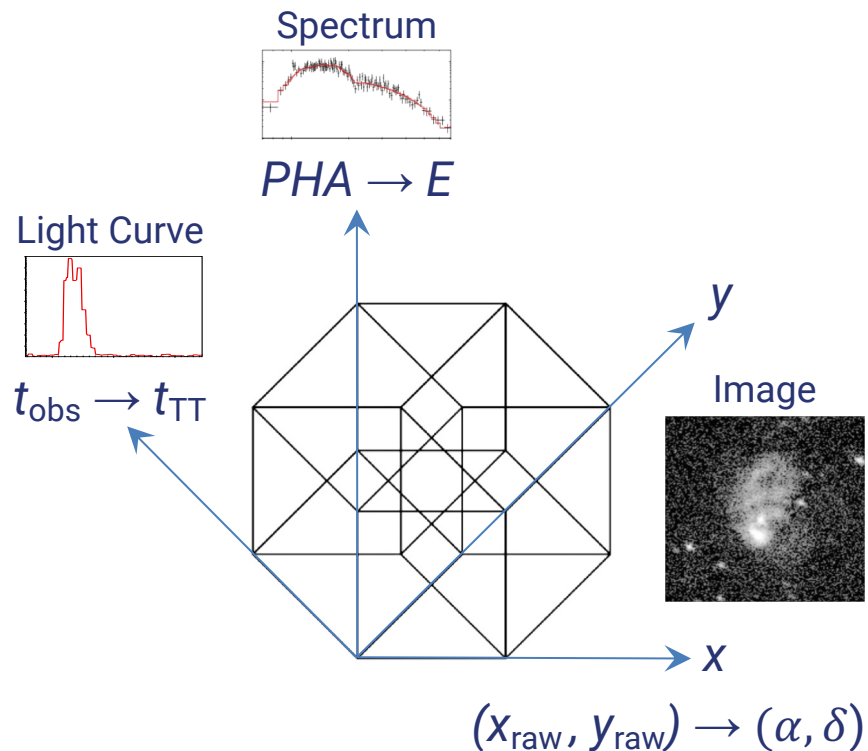 Spectrum
PHA → E
Light Curve
t_obs → t_TT
y
Image
x
(x_raw, y_raw) → (α, δ)